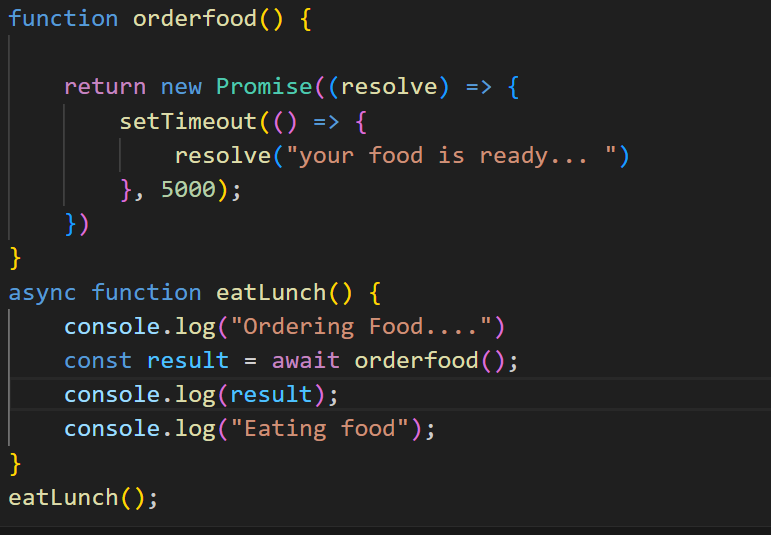 function orderfood() {
    return new Promise((resolve) => {
        setTimeout(() => {
            resolve("your food is ready... ")
        }, 5000);
    })
}
async function eatLunch() {
    console.log("Ordering Food....")
    const result = await orderfood();
    console.log(result);
    console.log("Eating food");
}
eatLunch();